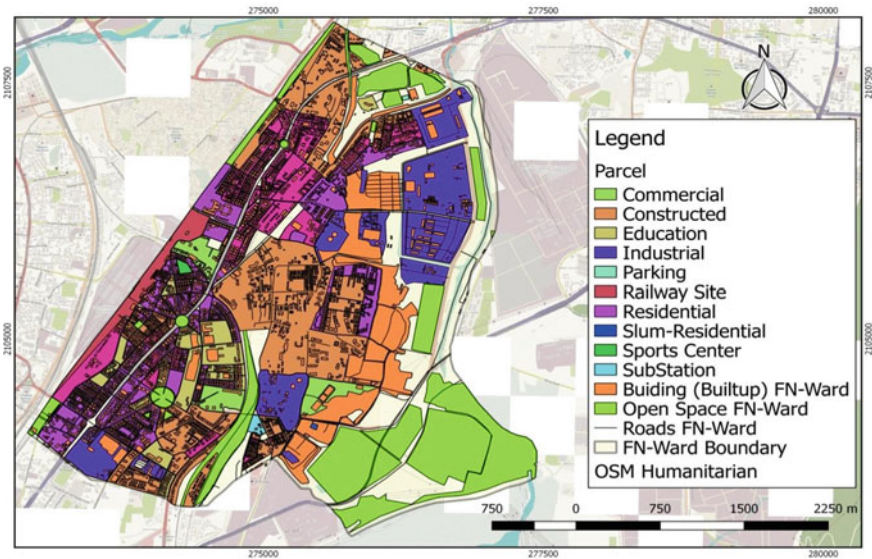 275000 277500 280000
2107500 2107500
N
Legend
Parcel
Commercial
Constructed
Education
Industrial
Parking
Railway Site
Residential
Slum-Residential
Sports Center
SubStation
Buiding (Builtup) FN-Ward
Open Space FN-Ward
Roads FN-Ward
FN-Ward Boundary
OSM Humanitarian
2105000 2105000
750 0 750 1500 2250 m
275000 277500 280000